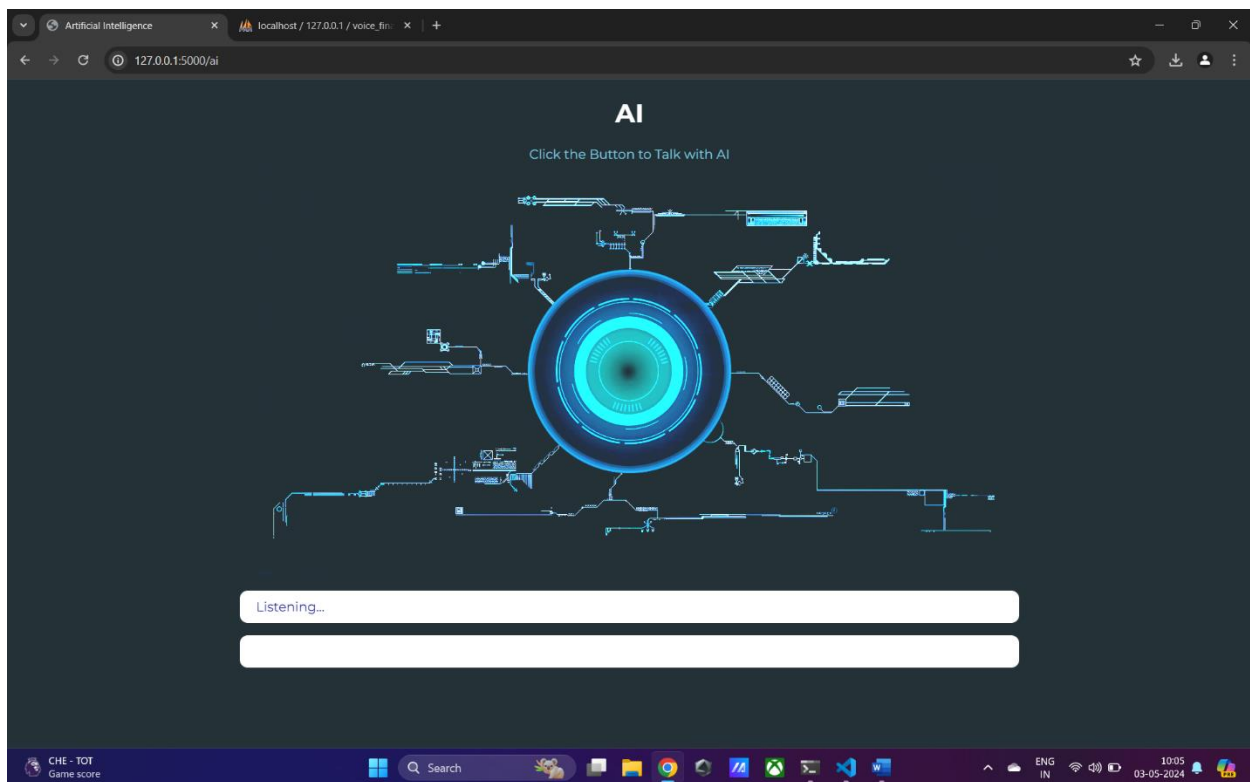 Artificial Intelligence
localhost / 127.0.0.1 / voice_fin
127.0.0.1:5000/ai
AI
Click the Button to Talk with AI
Listening...
CHE - TOT
Game score
Search
ENG
IN
10:05
03-05-2024